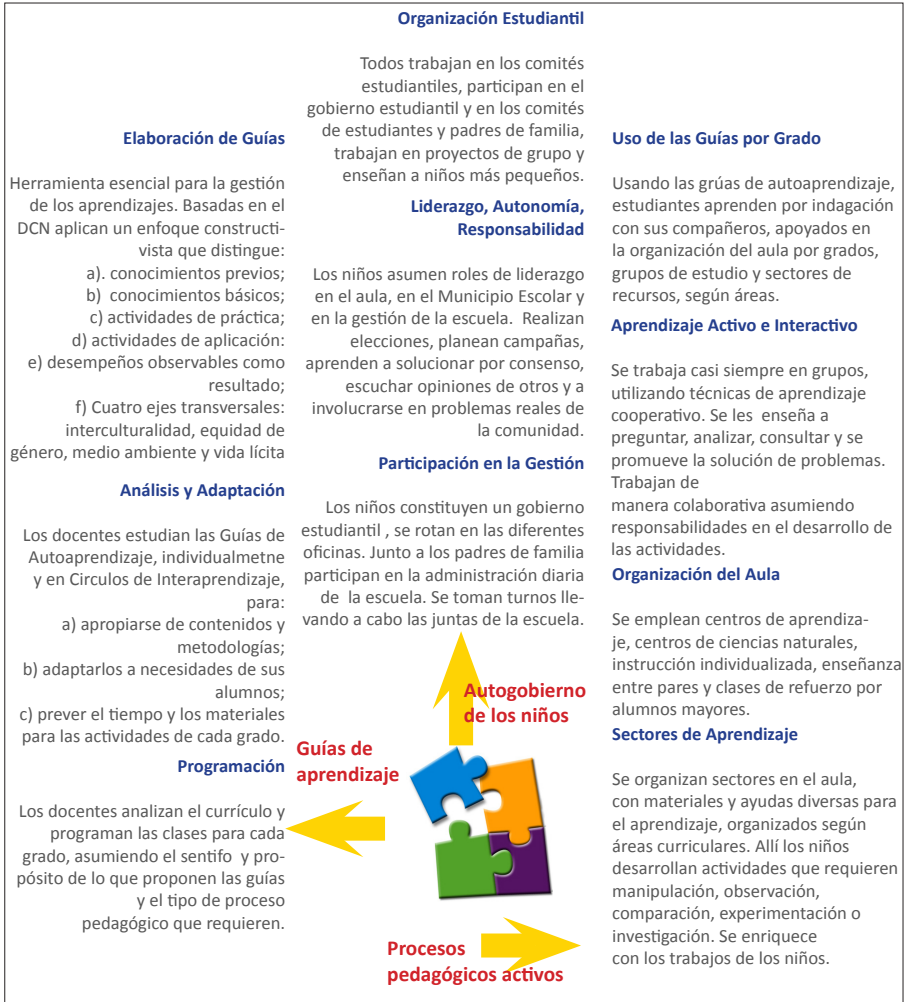 Organización Estudiantil
Todos trabajan en los comités
estudiantiles, participan en el
gobierno estudiantil y en los comités
de estudiantes y padres de familia,
trabajan en proyectos de grupo y
enseñan a niños más pequeños.
Liderazgo, Autonomía,
Responsabilidad
Los niños asumen roles de liderazgo
en el aula, en el Municipio Escolar y
en la gestión de la escuela. Realizan
elecciones, planean campañas,
aprenden a solucionar por consenso,
escuchar opiniones de otros y a
involucrarse en problemas reales de
la comunidad.
Participación en la Gestión
Los niños constituyen un gobierno
estudiantil , se rotan en las diferentes
oficinas. Junto a los padres de familia
participan en la administración diaria
de la escuela. Se toman turnos lle-
vando a cabo las juntas de la escuela.
Autogobierno
de los niños
Elaboración de Guías
Herramienta esencial para la gestión
de los aprendizajes. Basadas en el
DCN aplican un enfoque constructi-
vista que distingue:
a). conocimientos previos;
b) conocimientos básicos;
c) actividades de práctica;
d) actividades de aplicación:
e) desempeños observables como
resultado;
f) Cuatro ejes transversales:
interculturalidad, equidad de
género, medio ambiente y vida lícita
Análisis y Adaptación
Los docentes estudian las Guías de
Autoaprendizaje, individualmetne
y en Circulos de Interaprendizaje,
para:
a) apropiarse de contenidos y
metodologías;
b) adaptarlos a necesidades de sus
alumnos;
c) prever el tiempo y los materiales
para las actividades de cada grado.
Programación
Los docentes analizan el currículo y
programan las clases para cada
grado, asumiendo el sentifo y pro-
pósito de lo que proponen las guías
y el tipo de proceso
pedagógico que requieren.
Guías de
aprendizaje
Uso de las Guías por Grado
Usando las grúas de autoaprendizaje,
estudiantes aprenden por indagación
con sus compañeros, apoyados en
la organización del aula por grados,
grupos de estudio y sectores de
recursos, según áreas.
Aprendizaje Activo e Interactivo
Se trabaja casi siempre en grupos,
utilizando técnicas de aprendizaje
cooperativo. Se les enseña a
preguntar, analizar, consultar y se
promueve la solución de problemas.
Trabajan de
manera colaborativa asumiendo
responsabilidades en el desarrollo de
las actividades.
Organización del Aula
Se emplean centros de aprendiza-
je, centros de ciencias naturales,
instrucción individualizada, enseñanza
entre pares y clases de refuerzo por
alumnos mayores.
Sectores de Aprendizaje
Se organizan sectores en el aula,
con materiales y ayudas diversas para
el aprendizaje, organizados según
áreas curriculares. Allí los niños
desarrollan actividades que requieren
manipulación, observación,
comparación, experimentación o
investigación. Se enriquece
con los trabajos de los niños.
Procesos
pedagógicos activos